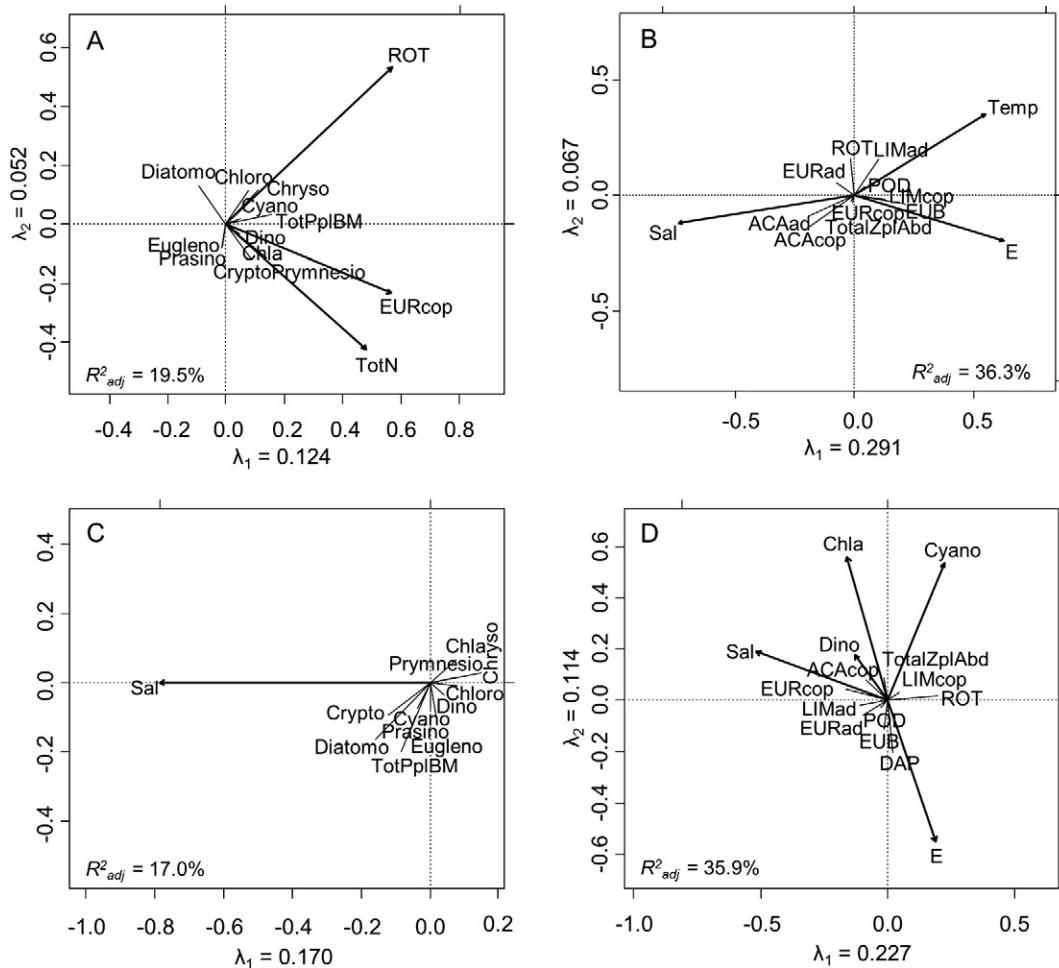 A
ROT
Diatomo
Chloro
Chryso
Cyano
TotPplBM
Eugleno
Dino
Prasino
Chla
CryptoPrymnesio
EURcop
TotN
R²adj = 19.5%
λ₂ = 0.052
0.6
0.4
0.2
0.0
-0.2
-0.4
-0.4 -0.2 0.0 0.2 0.4 0.6 0.8
λ₁ = 0.124
B
Temp
ROT LIMad
EURad
POD
LIMcop
EURcop EUB
ACAad
TotalZplAbd
ACAcop
Sal
E
R²adj = 36.3%
λ₂ = 0.067
0.5
0.0
-0.5
-0.5 0.0 0.5
λ₁ = 0.291
C
Chla
Chryso
Prymnesio
Sal
Chloro
Crypto
Dino
Cyano
Prasino
Diatomo
Eugleno
TotPplBM
R²adj = 17.0%
0.4
0.2
0.0
-0.2
-0.4
-1.0 -0.8 -0.6 -0.4 -0.2 0.0 0.2
λ₁ = 0.170
D
Chla
Cyano
Dino
Sal
TotalZplAbd
ACAcop
LIMcop
EURcop
ROT
LIMad
EURad
POD
EUB
DAP
E
R²adj = 35.9%
λ₂ = 0.114
0.6
0.4
0.2
0.0
-0.2
-0.4
-0.6
-1.0 -0.5 0.0 0.5
λ₁ = 0.227